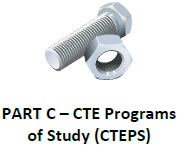 PART C – CTE Programs
of Study (CTEPS)